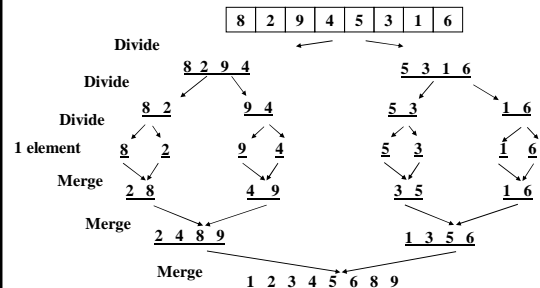 8 2 9 4 5 3 1 6
Divide
8 2 9 4 5 3 1 6
Divide
8 2 9 4 5 3 1 6
Divide
1 element 8 2 9 4 5 3 1 6
Merge
2 8 4 9 3 5 1 6
Merge
2 4 8 9 1 3 5 6
Merge
1 2 3 4 5 6 8 9